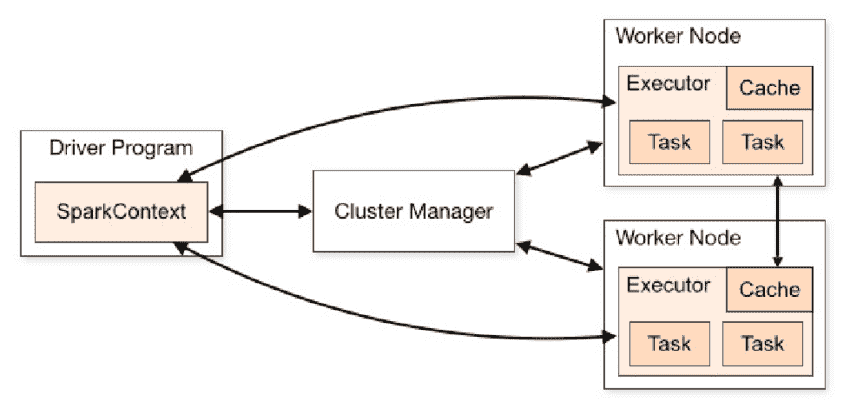 Driver Program
SparkContext
Cluster Manager
Worker Node
Executor
Cache
Task
Task
Worker Node
Executor
Cache
Task
Task